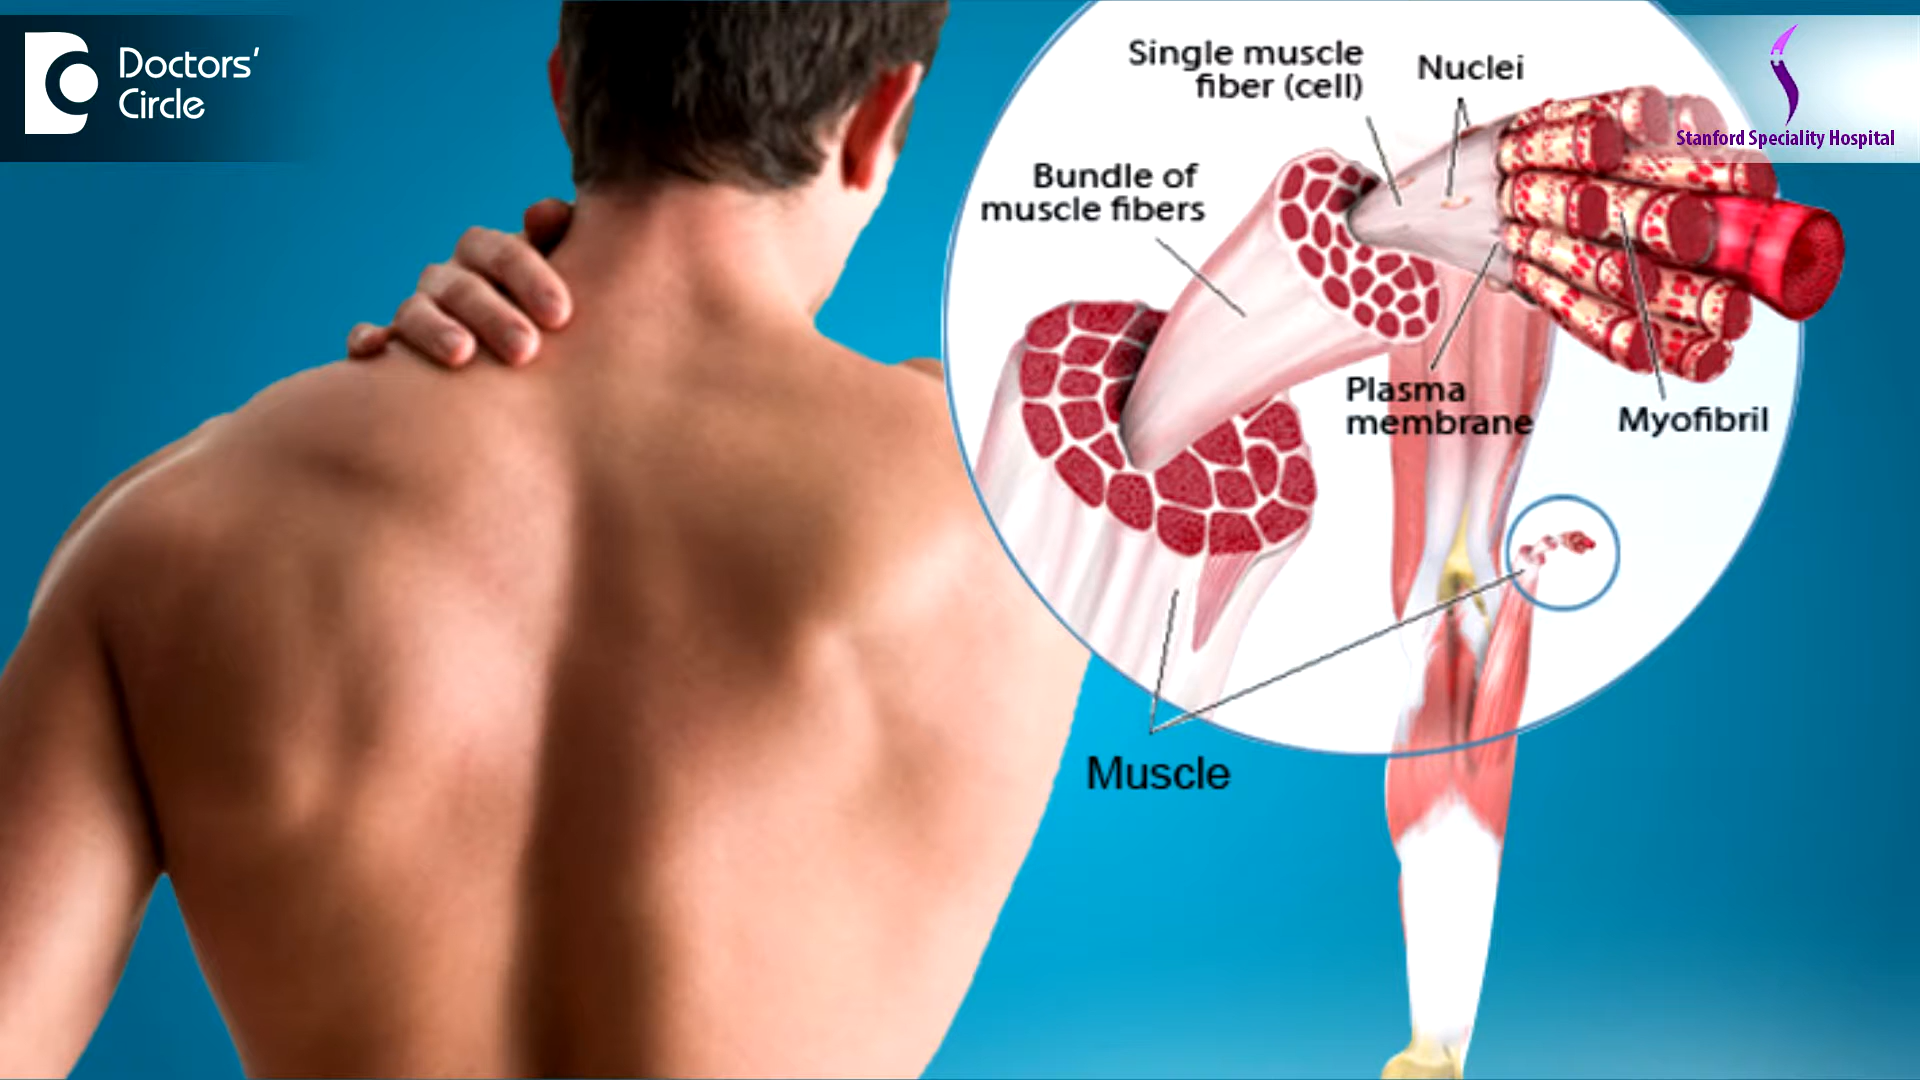 Doctors'
Circle
Single muscle
fiber (cell)
Nuclei
Stanford Speciality Hospital
Bundle of
muscle fibers
Plasma
membrane
Myofibril
Muscle